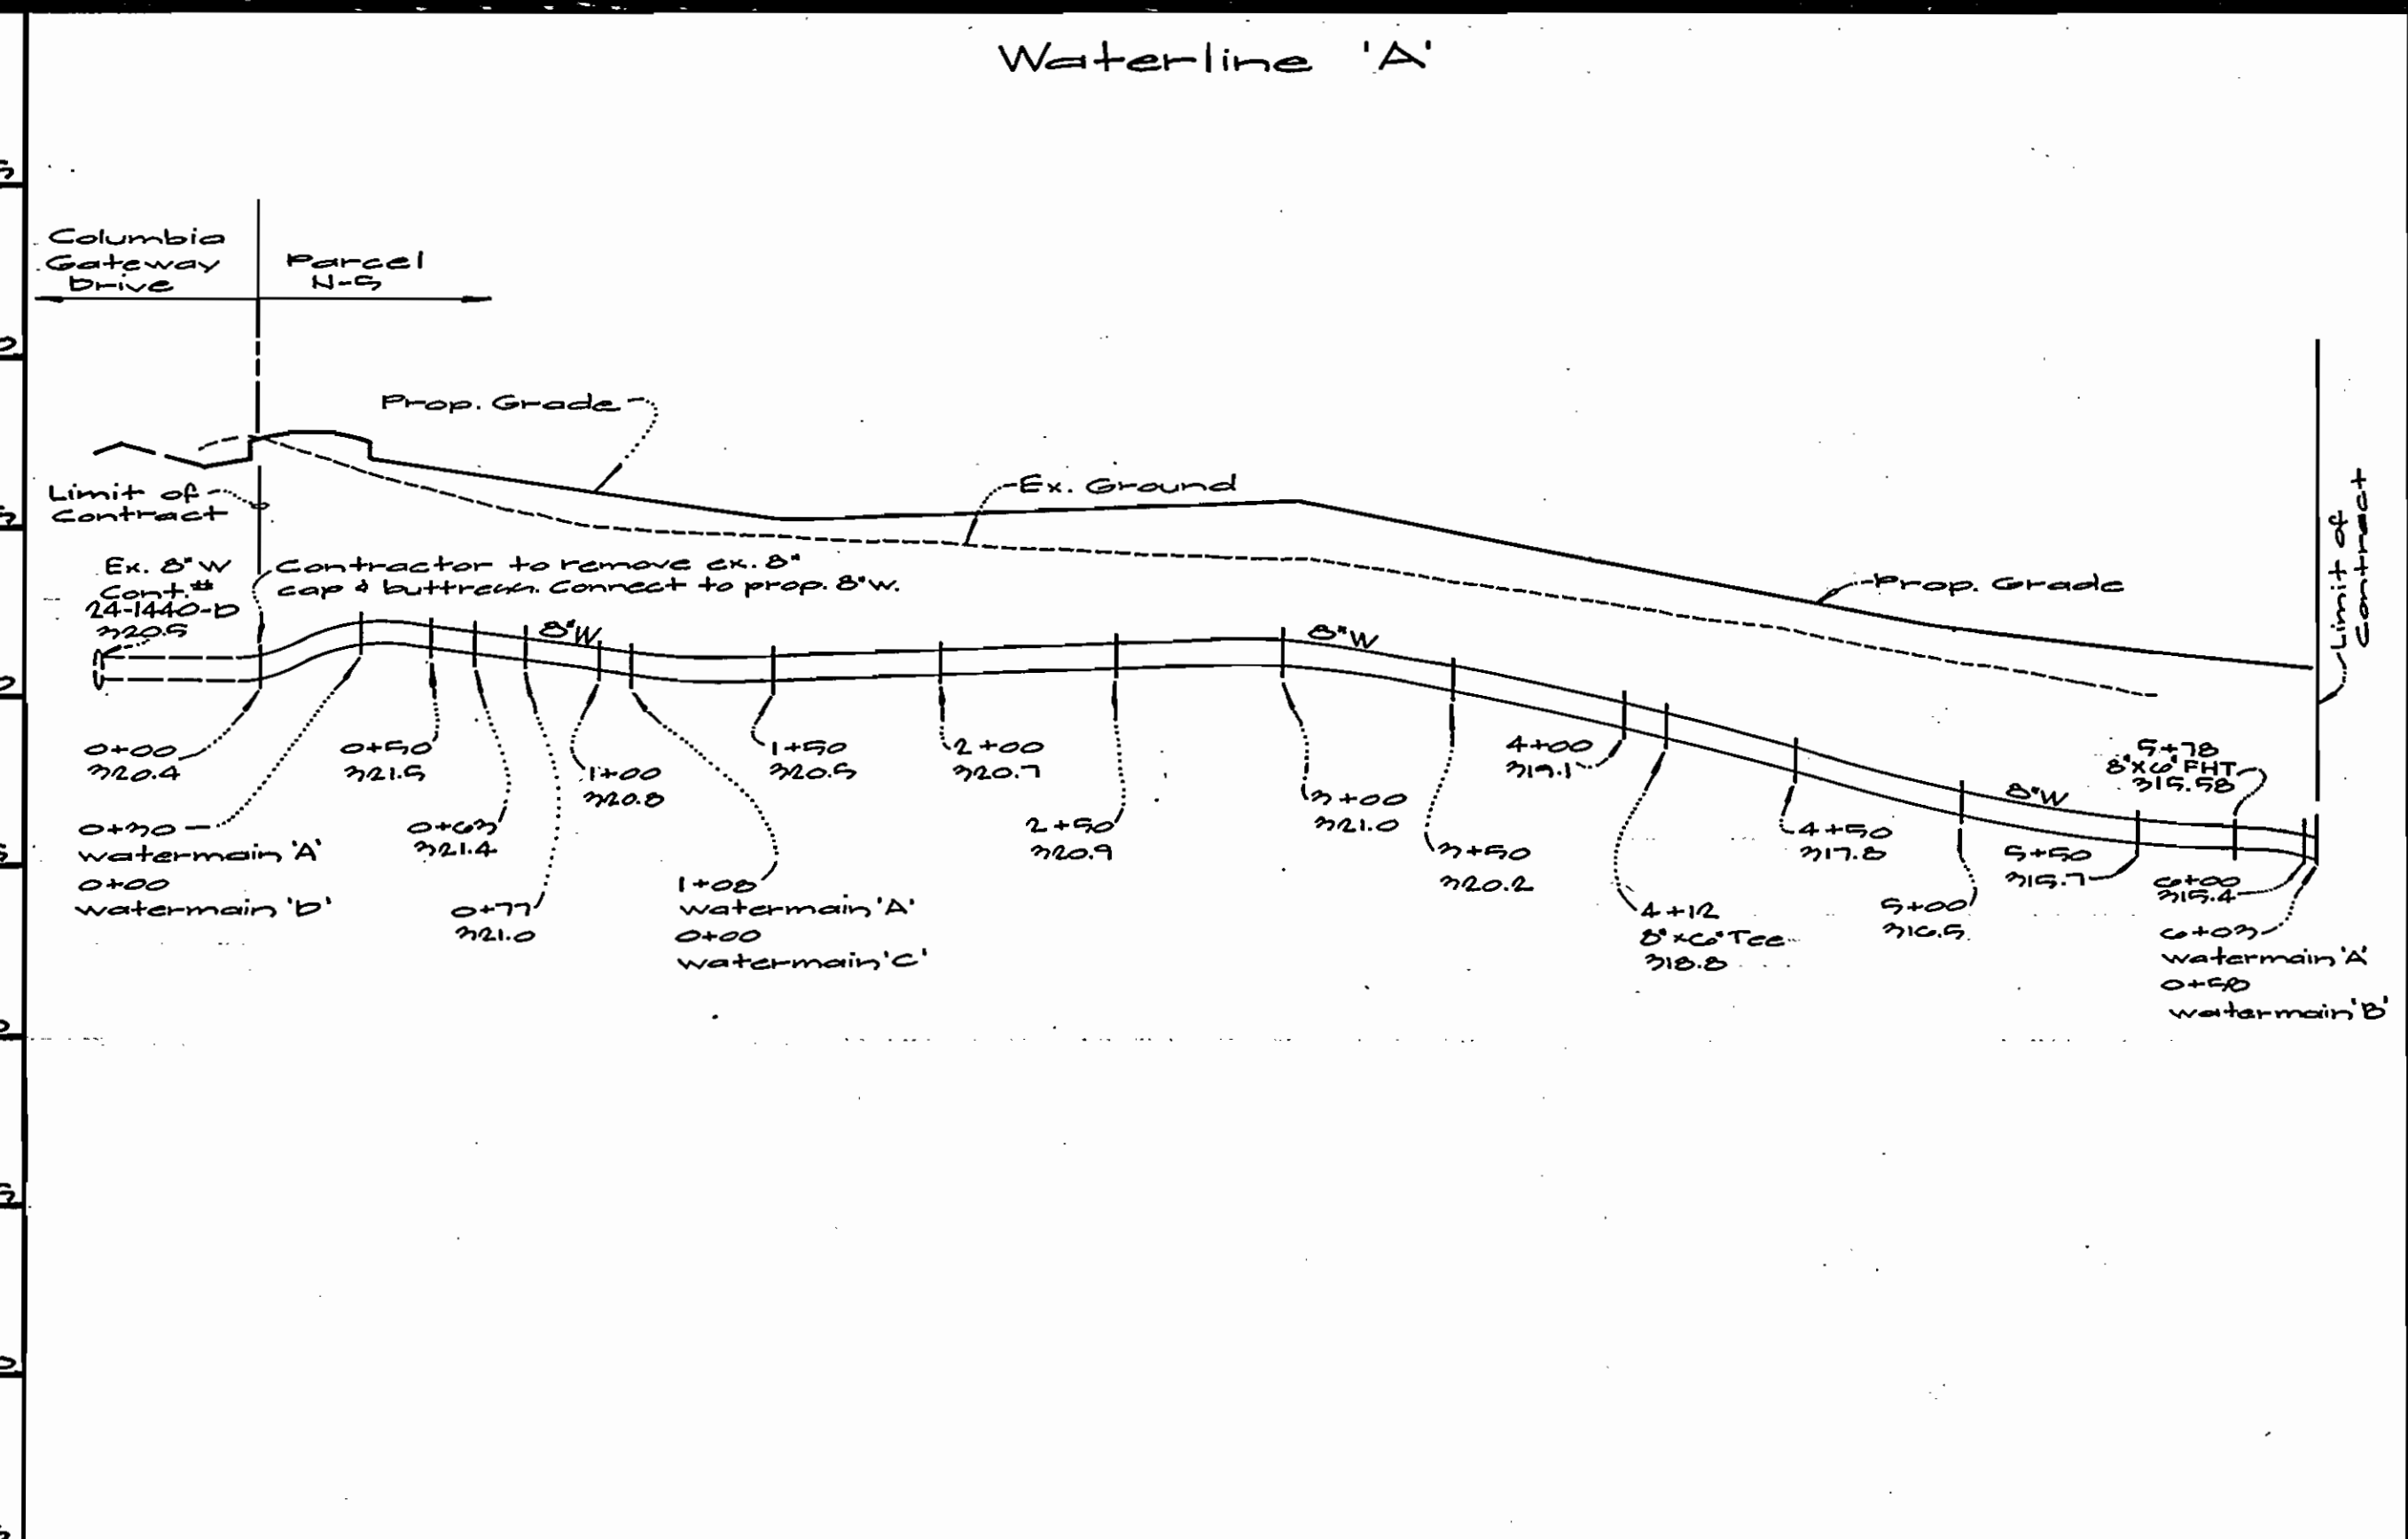 Waterline 'A'
Columbia
Gateway
Drive
Parcel
N-5
Prop. Grade
Limit of
Contract
Ex. Ground
Ex. 8" W
Cont.#
24-1440-D
320.5
Contractor to remove ex. 8"
cap & buttress. Connect to prop. 8"W.
Prop. Grade
Limit of
Contract
8"W
8"W
8"W
0+00
320.4
0+30
watermain 'A'
0+00
watermain 'D'
0+50
321.5
0+63
321.4
0+77
321.0
1+00
320.8
1+08
watermain 'A'
0+00
watermain 'C'
1+50
320.5
2+00
320.7
2+50
320.9
3+00
321.0
3+50
320.2
4+00
319.1
4+12
8"x6" Tee
318.8
4+50
317.8
5+00
316.5
5+50
315.7
5+78
8"x6" FHT
315.58
6+00
315.4
6+03
watermain 'A'
0+58
watermain 'B'